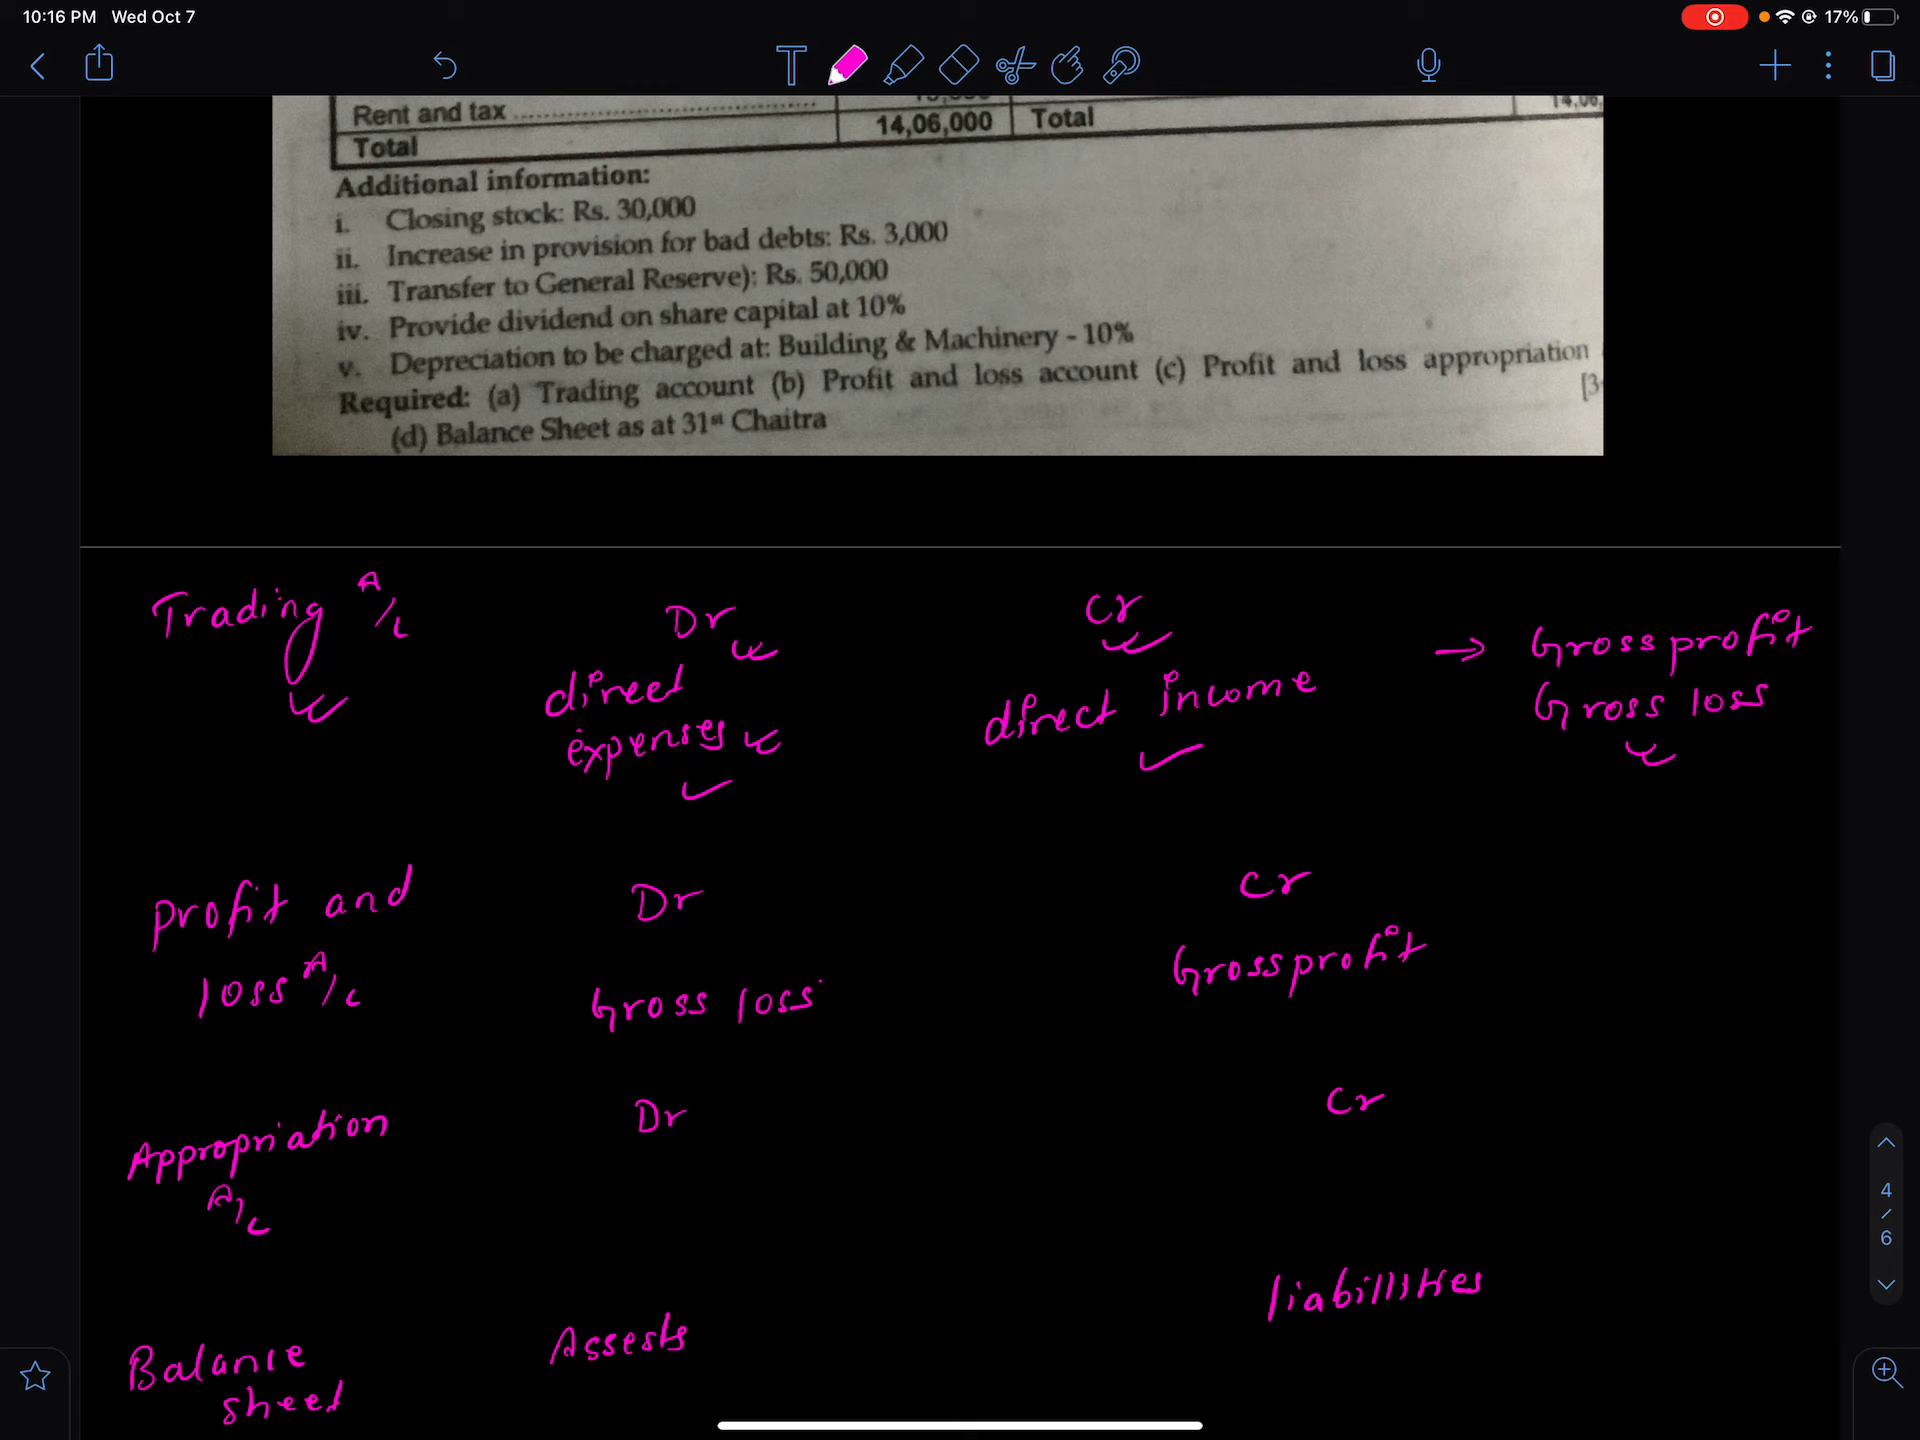 10:16 PM Wed Oct 7
17%
Rent and tax
14,06,000 Total
Total
Additional information:
i. Closing stock: Rs. 30,000
ii. Increase in provision for bad debts: Rs. 3,000
iii. Transfer to General Reserve): Rs. 50,000
iv. Provide dividend on share capital at 10%
v. Depreciation to be charged at: Building & Machinery - 10%
Required: (a) Trading account (b) Profit and loss account (c) Profit and loss appropriation
[3
(d) Balance Sheet as at 31st Chaitra
Trading A/c Dr Cr → Gross profit
direct expenses direct income Gross loss
Profit and loss A/c Dr Cr
Gross loss Gross profit
Appropriation A/c Dr Cr
Balance sheet Assests liabillities
4
/
6